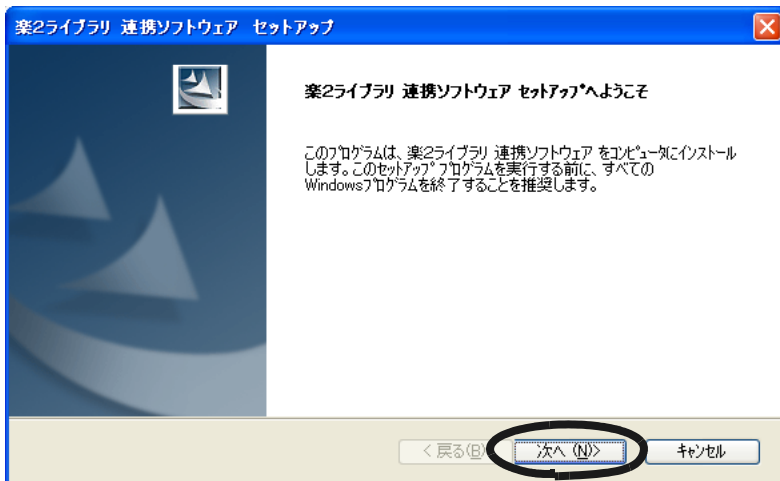 楽2ライブラリ 連携ソフトウェア セットアップ
楽2ライブラリ 連携ソフトウェア セットアップへようこそ
このプログラムは、楽2ライブラリ 連携ソフトウェア をコンピュータにインストール
します。このセットアップ プログラムを実行する前に、すべての
Windowsプログラムを終了することを推奨します。
< 戻る(B) 次へ (N)> キャンセル